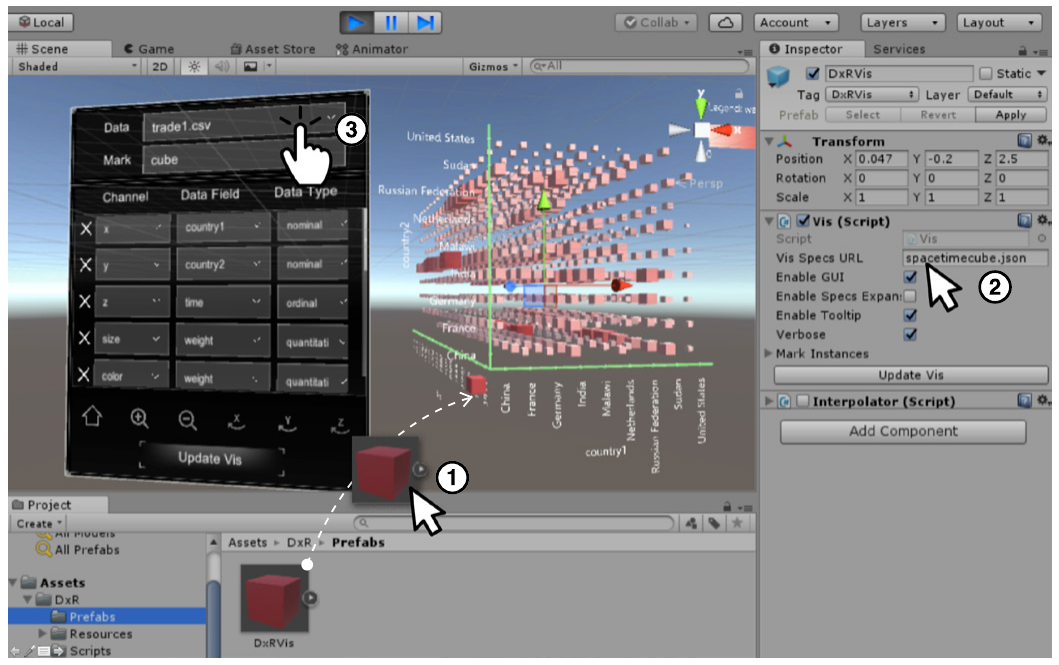 Local
Collab
Account
Layers
Layout
Scene
Game
Asset Store
Animator
Shaded
2D
Gizmos
All
Inspector
Services
DxRVis
Static
Tag DxRVis Layer Default
Prefab Select Revert Apply
Transform
Position X 0.047 Y -0.2 Z 2.5
Rotation X 0 Y 0 Z 0
Scale X 1 Y 1 Z 1
Vis (Script)
Script Vis
Vis Specs URL spacetimecube.json
Enable GUI
2
Enable Specs Expan
Enable Tooltip
Verbose
Mark Instances
Update Vis
Interpolator (Script)
Add Component
Data trade1.csv
3
Mark cube
Channel Data Field Data Type
X x country1 nominal
X y country2 nominal
X z time ordinal
X size weight quantitati
X color weight quantitati
X Y Z
Update Vis
y
x
Legend: wa
Persp
United States
Sudan
Russian Federation
Netherlands
Malawi
India
Germany
France
China
country2
China
France
Germany
India
Malawi
Netherlands
Russian Federation
Sudan
United States
country1
1
Project
Create
All Models
All Prefabs
Assets
DxR
Prefabs
Resources
Scripts
Assets DxR Prefabs
DxRVis